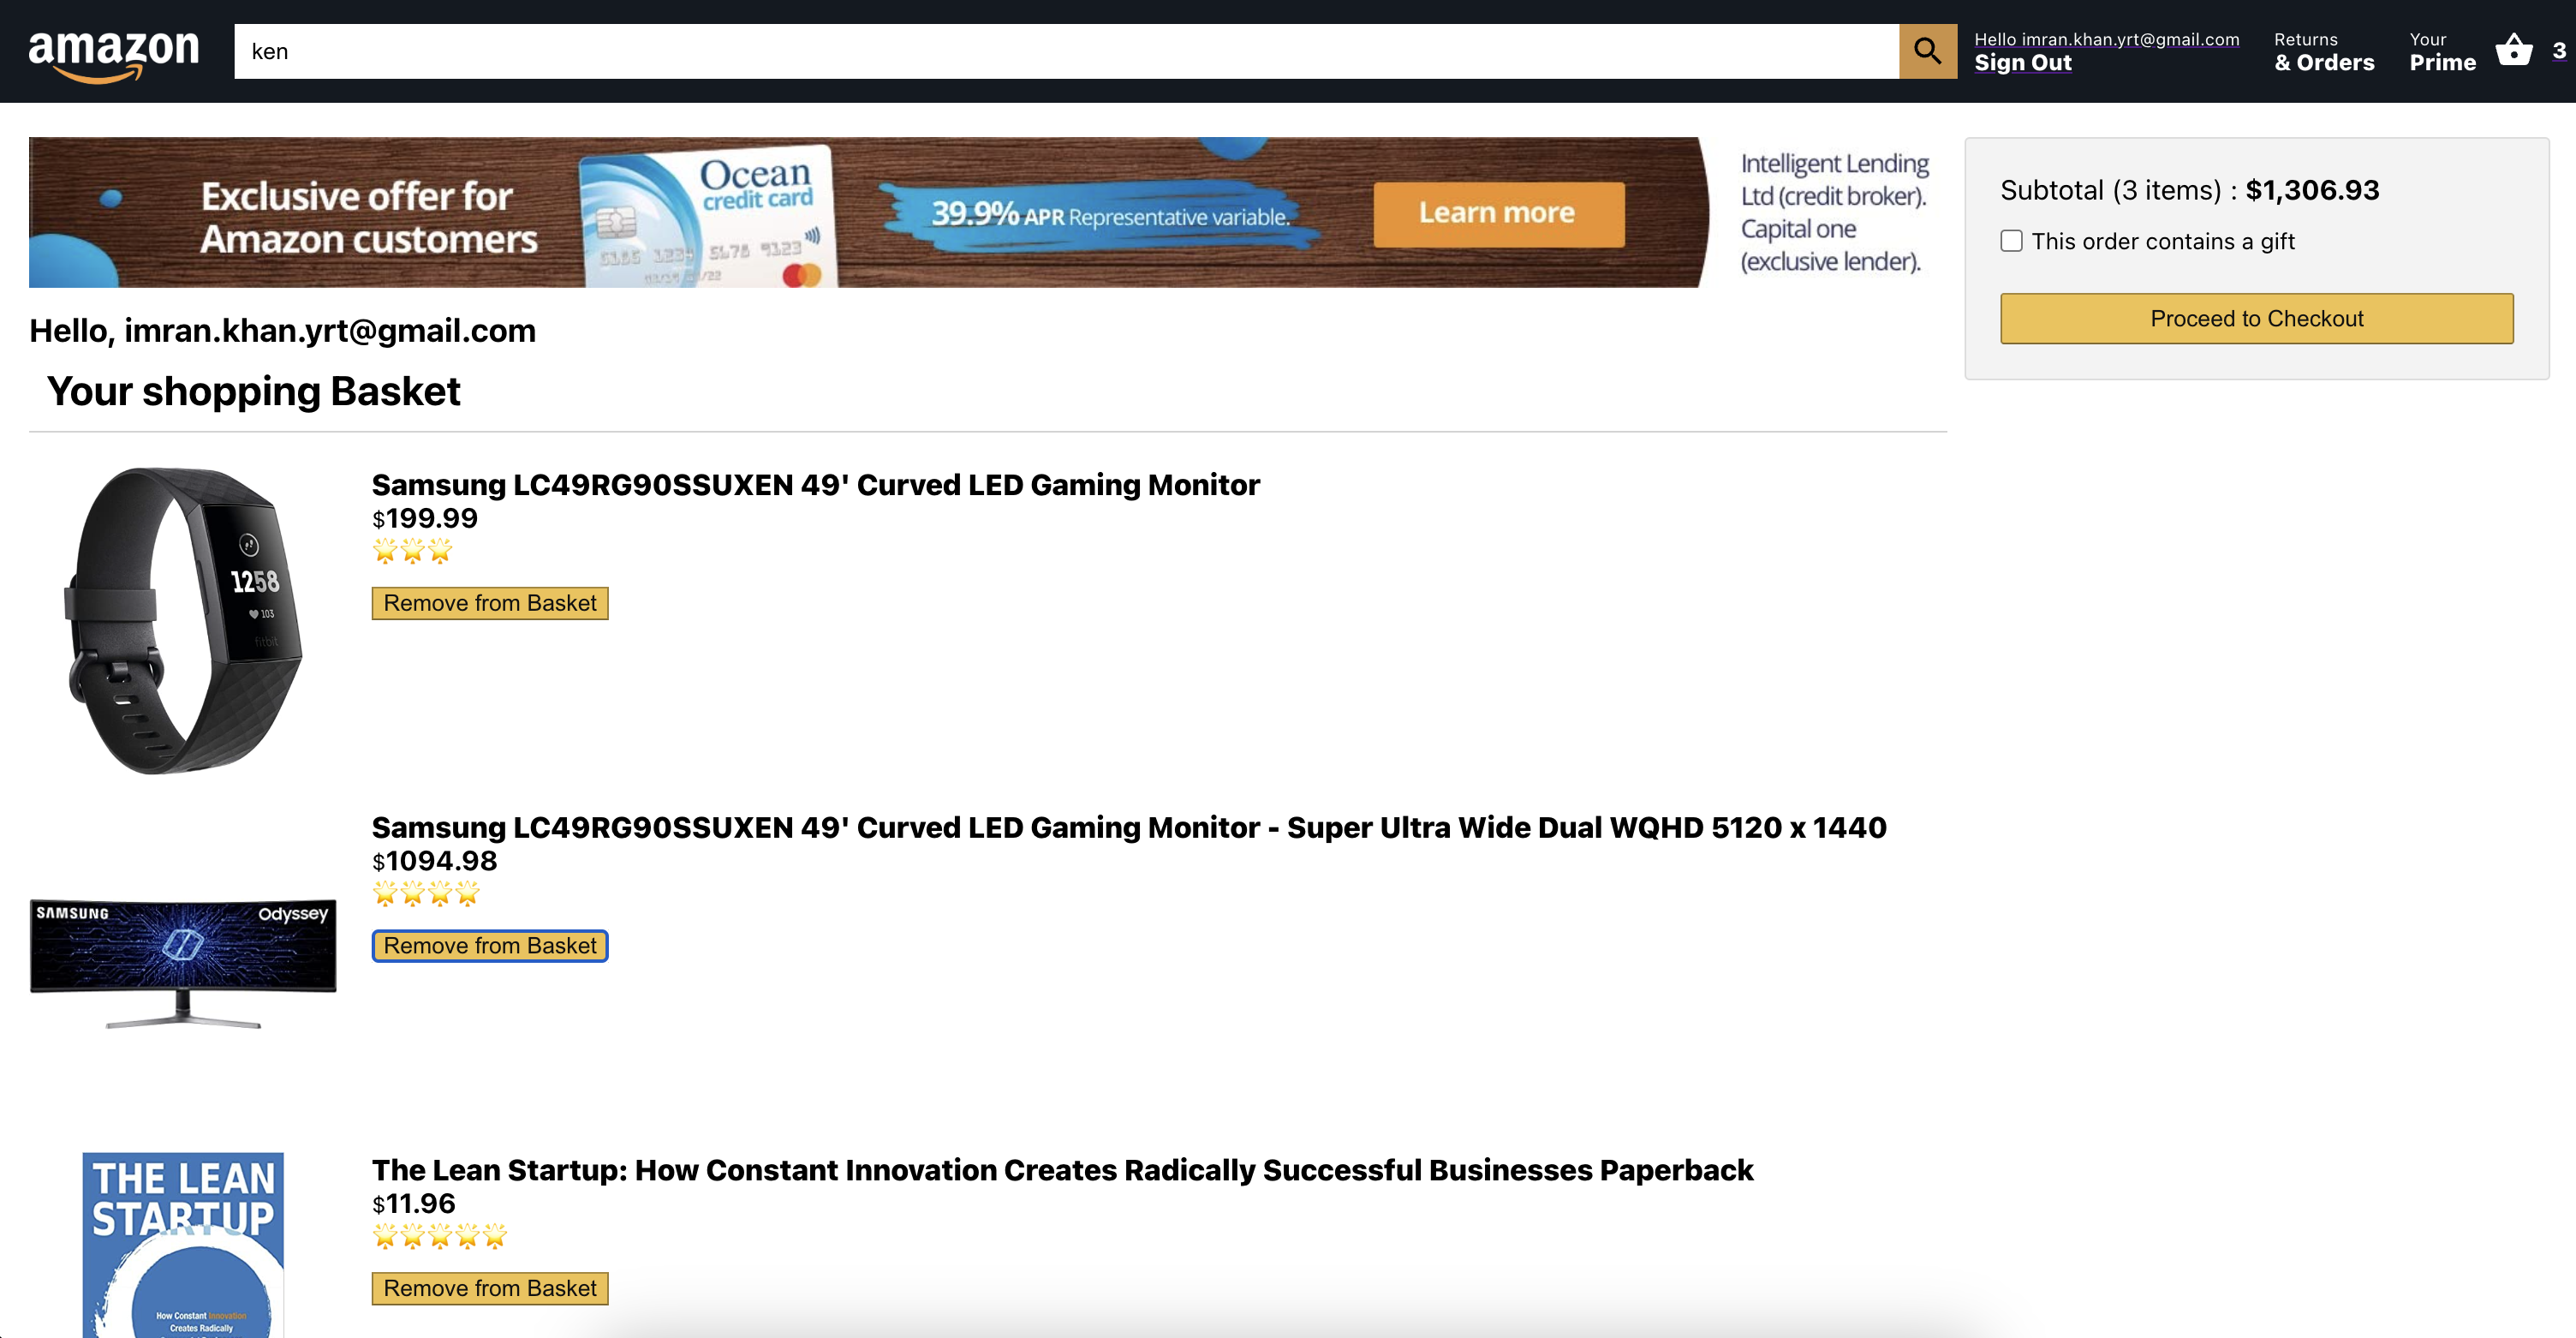 amazon
ken
Hello imran.khan.yrt@gmail.com
Sign Out
Returns
& Orders
Your
Prime
3
Exclusive offer for
Amazon customers
Ocean
credit card
39.9% APR Representative variable.
Learn more
Intelligent Lending
Ltd (credit broker).
Capital one
(exclusive lender).
Subtotal (3 items) : $1,306.93
This order contains a gift
Proceed to Checkout
Hello, imran.khan.yrt@gmail.com
Your shopping Basket
1258
103
fitbit
Samsung LC49RG90SSUXEN 49' Curved LED Gaming Monitor
$199.99
Remove from Basket
SAMSUNG
Odyssey
Samsung LC49RG90SSUXEN 49' Curved LED Gaming Monitor - Super Ultra Wide Dual WQHD 5120 x 1440
$1094.98
Remove from Basket
THE LEAN
STARTUP
How Constant Innovation
Creates Radically
The Lean Startup: How Constant Innovation Creates Radically Successful Businesses Paperback
$11.96
Remove from Basket